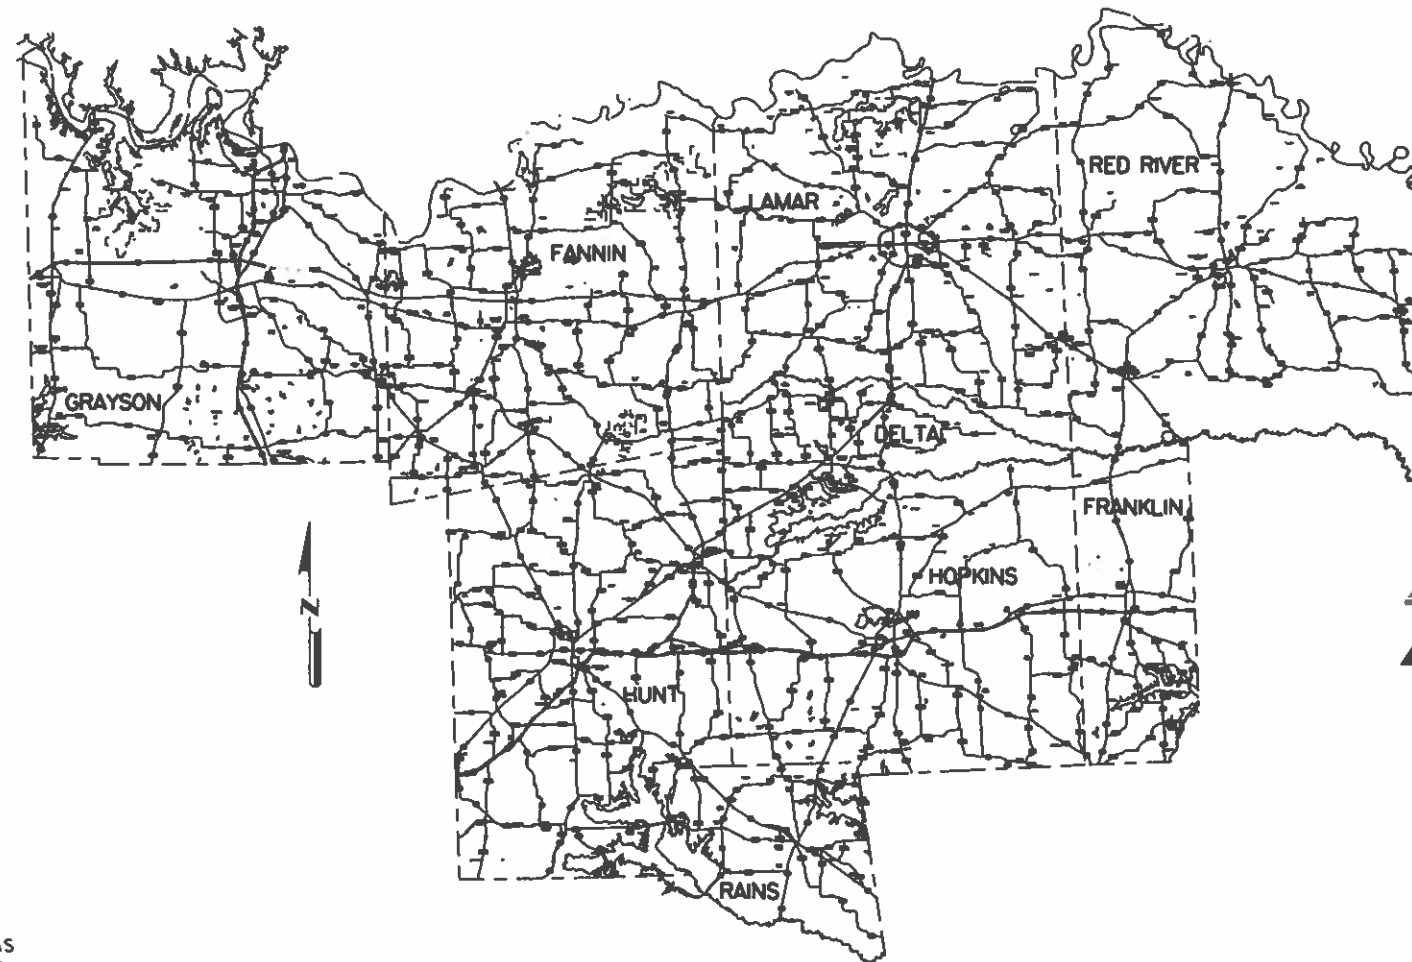 RED RIVER
LAMAR
FANNIN
GRAYSON
DELTA
FRANKLIN
HOPKINS
N
HUNT
RAINS